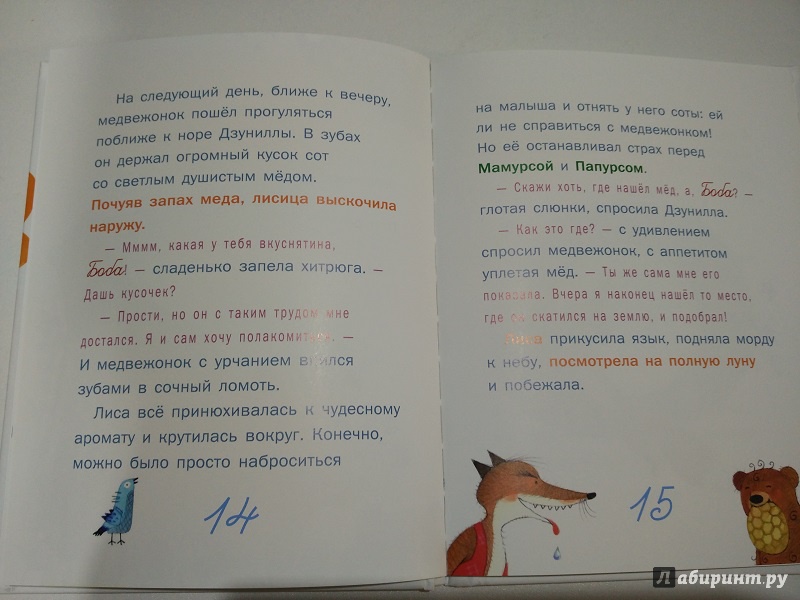 На следующий день, ближе к вечеру,
медвежонок пошёл прогуляться
поближе к норе Дзуниллы. В зубах
он держал огромный кусок сот
со светлым душистым мёдом.
Почуяв запах меда, лисица выскочила
наружу.
— Мммм, какая у тебя вкуснятина,
Боба! — сладенько запела хитрюга. —
Дашь кусочек?
— Прости, но он с таким трудом мне
достался. Я и сам хочу полакомиться. —
И медвежонок с урчанием впился
зубами в сочный ломоть.
Лиса всё принюхивалась к чудесному
аромату и крутилась вокруг. Конечно,
можно было просто наброситься
14
на малыша и отнять у него соты: ей
ли не справиться с медвежонком!
Но её останавливал страх перед
Мамурсой и Папурсом.
— Скажи хоть, где нашёл мёд, а, Боба? —
глотая слюнки, спросила Дзунилла.
— Как это где? — с удивлением
спросил медвежонок, с аппетитом
уплетая мёд. — Ты же сама мне его
показала. Вчера я наконец нашёл то место,
где он скатился на землю, и подобрал!
Лиса прикусила язык, подняла морду
к небу, посмотрела на полную луну
и побежала.
15
Лабиринт.ру